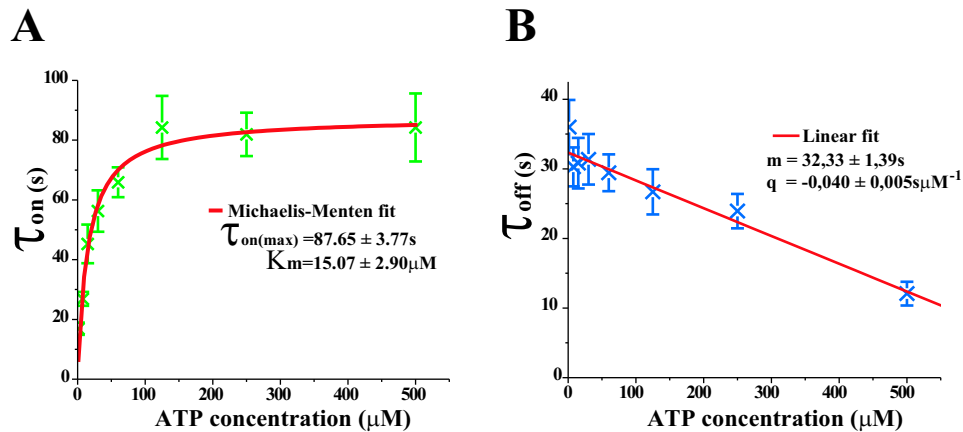 A
τon (s)
100
80
60
40
20
0
0
100
200
300
400
500
ATP concentration (μM)
Michaelis-Menten fit
τon(max) =87.65 ± 3.77s
Km=15.07 ± 2.90μM
B
τoff (s)
40
30
20
10
0
0
100
200
300
400
500
ATP concentration (μM)
Linear fit
m = 32,33 ± 1,39s
q = -0,040 ± 0,005sμM⁻¹